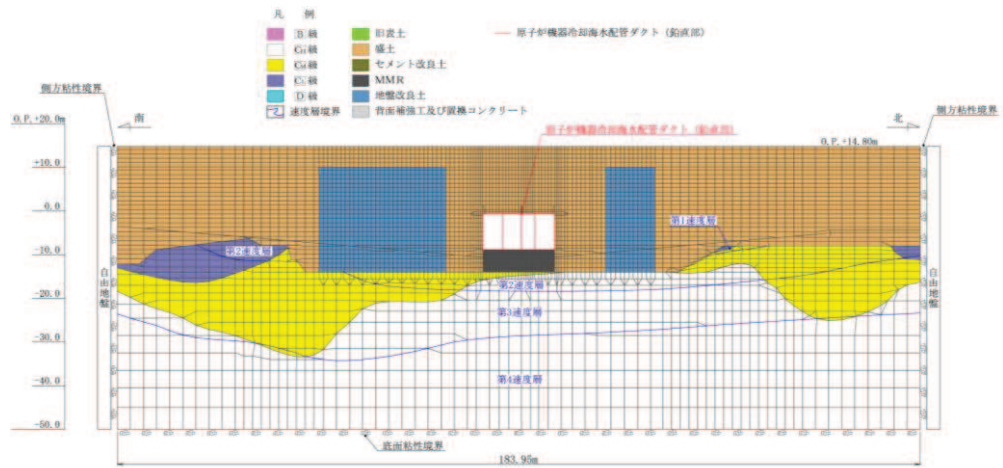 凡 例
B 級
CH 級
CM 級
CL 級
D 級
速度層境界
旧表土
盛土
セメント改良土
MMR
地盤改良土
背面補強工及び置換コンクリート
原子炉機器冷却海水配管ダクト (鉛直部)
側方粘性境界
側方粘性境界
O.P.+20.0m
南
原子炉機器冷却海水配管ダクト(鉛直部)
北
O.P.+14.80m
+10.0
-0.0
-10.0
-20.0
-30.0
-40.0
-50.0
第1速度層
第2速度層
第2速度層
第3速度層
第4速度層
自由地盤
自由地盤
底面粘性境界
183.95m